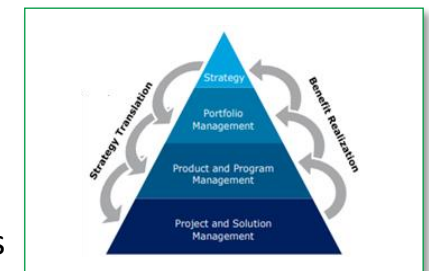 Strategy
Portfolio
Management
Product and Program
Management
Project and Solution
Management
Strategy Translation
Benefit Realization
s